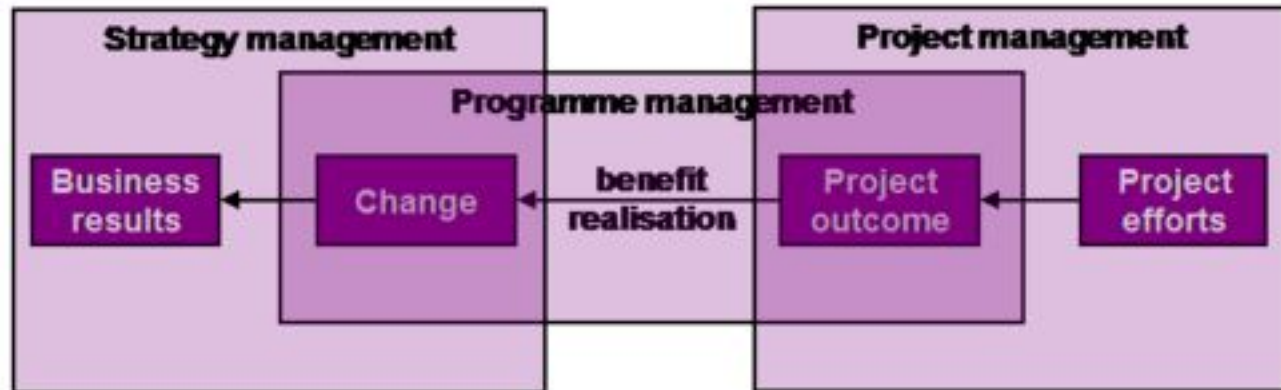 Strategy management
Project management
Programme management
Business
results
Change
benefit
realisation
Project
outcome
Project
efforts